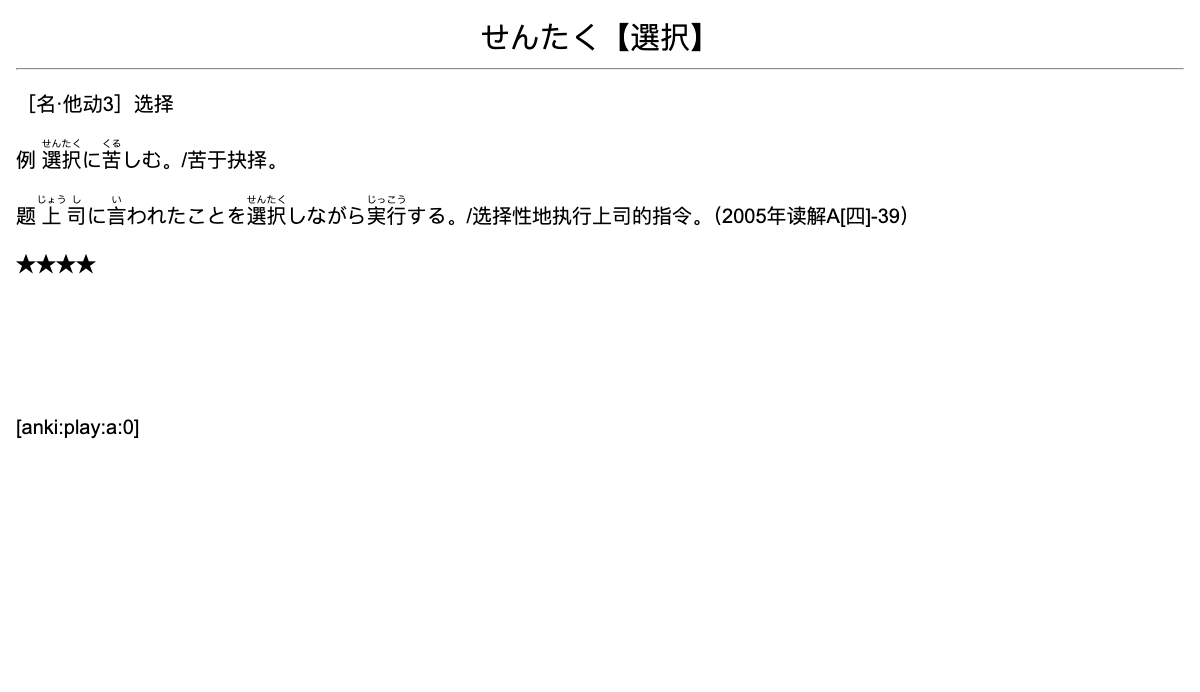 せんたく【選択】
［名·他动3］选择
せんたく くる
例 選択に苦しむ。/苦于抉择。
じょう し い せんたく じっこう
题 上司に言われたことを選択しながら実行する。/选择性地执行上司的指令。（2005年读解A[四]-39）
★★★★
[anki:play:a:0]